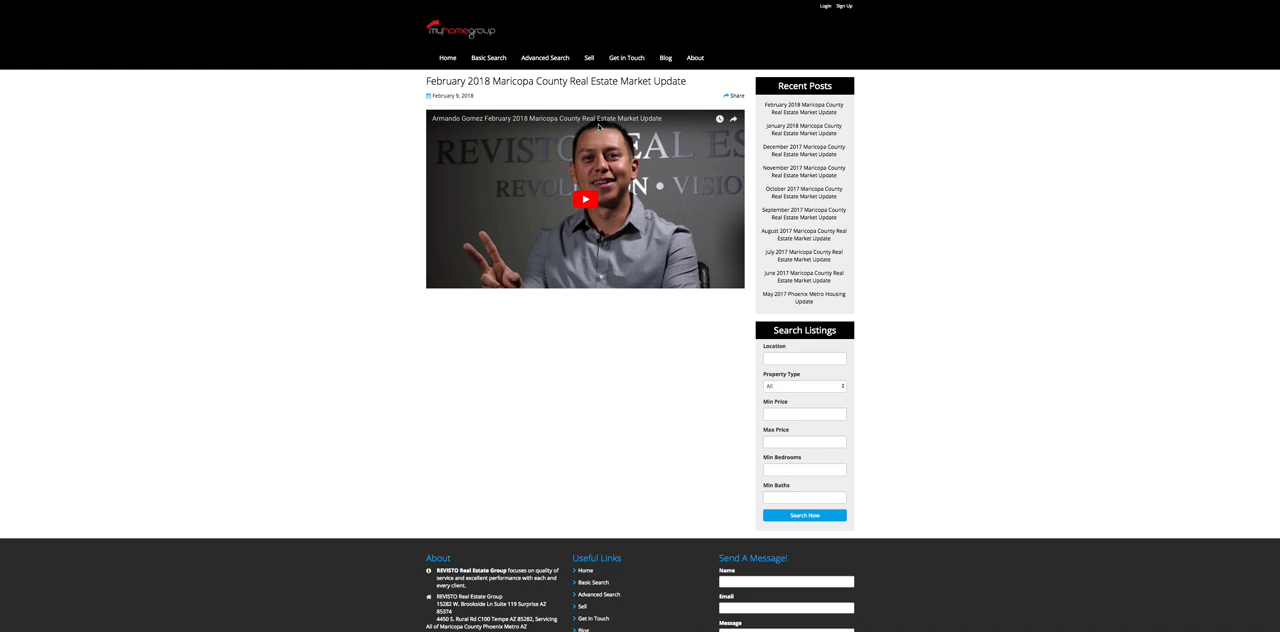 Login Sign Up
myhomegroup
Home Basic Search Advanced Search Sell Get in Touch Blog About
February 2018 Maricopa County Real Estate Market Update
February 9, 2018
Share
Armando Gomez February 2018 Maricopa County Real Estate Market Update
REVISTO REAL ES
REVOL N • VISIO
Recent Posts
February 2018 Maricopa County
Real Estate Market Update
January 2018 Maricopa County
Real Estate Market Update
December 2017 Maricopa County
Real Estate Market Update
November 2017 Maricopa County
Real Estate Market Update
October 2017 Maricopa County
Real Estate Market Update
September 2017 Maricopa County
Real Estate Market Update
August 2017 Maricopa County Real
Estate Market Update
July 2017 Maricopa County Real
Estate Market Update
June 2017 Maricopa County Real
Estate Market Update
May 2017 Phoenix Metro Housing
Update
Search Listings
Location
Property Type
All
Min Price
Max Price
Min Bedrooms
Min Baths
Search Now
About
REVISTO Real Estate Group focuses on quality of
service and excellent performance with each and
every client.
REVISTO Real Estate Group
15282 W. Brookside Ln Suite 119 Surprise AZ
85374
4450 S. Rural Rd C100 Tempe AZ 85282, Servicing
All of Maricopa County Phoenix Metro AZ
Useful Links
Home
Basic Search
Advanced Search
Sell
Get in Touch
Blog
Send A Message!
Name
Email
Message